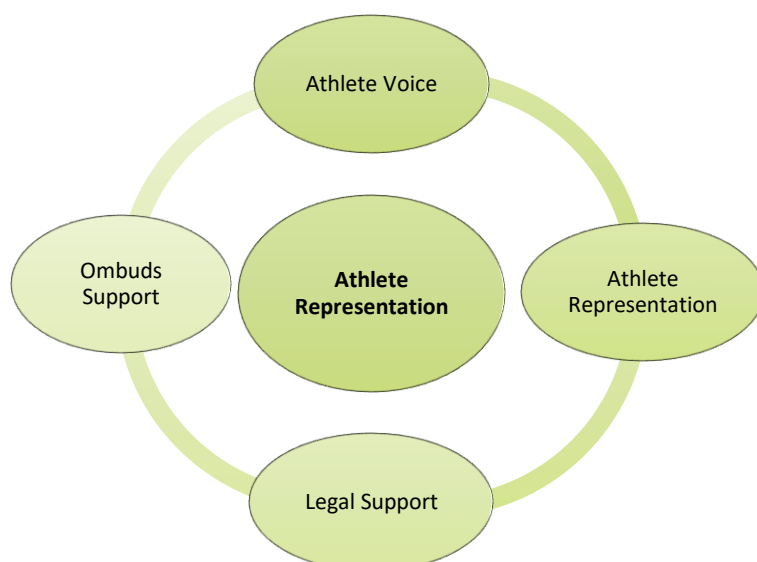 Athlete Voice
Ombuds
Support
Athlete
Representation
Athlete
Representation
Legal Support